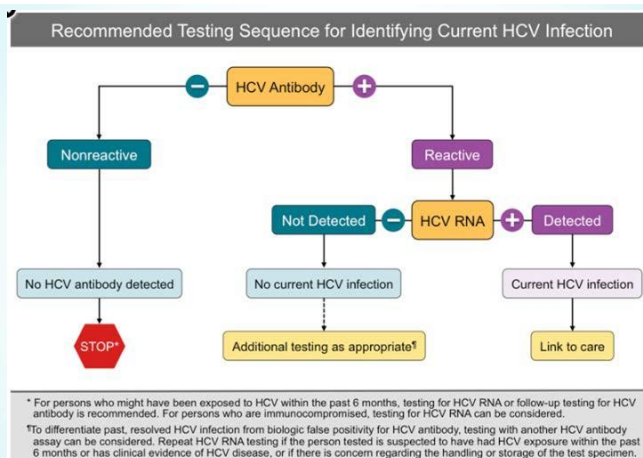 Recommended Testing Sequence for Identifying Current HCV Infection
HCV Antibody
Nonreactive
Reactive
Not Detected
HCV RNA
Detected
No HCV antibody detected
No current HCV infection
Current HCV infection
STOP*
Additional testing as appropriate¶
Link to care
* For persons who might have been exposed to HCV within the past 6 months, testing for HCV RNA or follow-up testing for HCV
antibody is recommended. For persons who are immunocompromised, testing for HCV RNA can be considered.
¶To differentiate past, resolved HCV infection from biologic false positivity for HCV antibody, testing with another HCV antibody
assay can be considered. Repeat HCV RNA testing if the person tested is suspected to have had HCV exposure within the past
6 months or has clinical evidence of HCV disease, or if there is concern regarding the handling or storage of the test specimen.